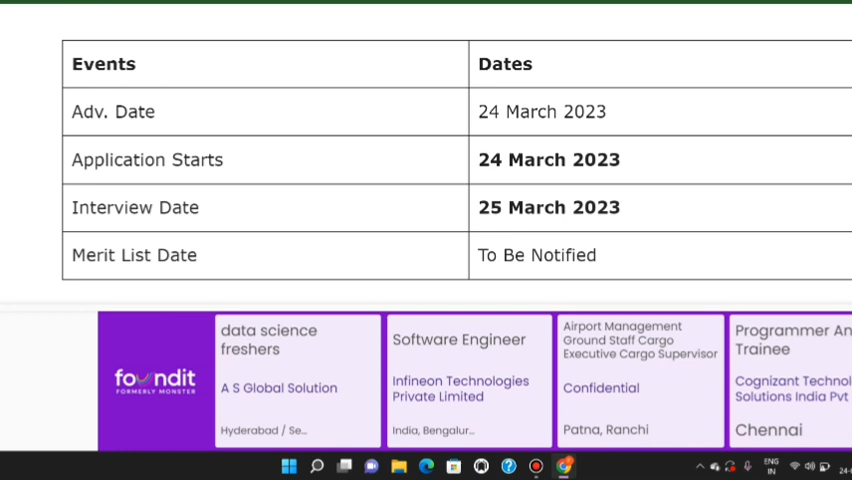 Events Dates
Adv. Date 24 March 2023
Application Starts 24 March 2023
Interview Date 25 March 2023
Merit List Date To Be Notified
foundit
FORMERLY MONSTER
data science
freshers
A S Global Solution
Hyderabad / Se...
Software Engineer
Infineon Technologies
Private Limited
India, Bengalur...
Airport Management
Ground Staff Cargo
Executive Cargo Supervisor
Confidential
Patna, Ranchi
Programmer An
Trainee
Cognizant Technol
Solutions India Pvt
Chennai
ENG
IN
24-